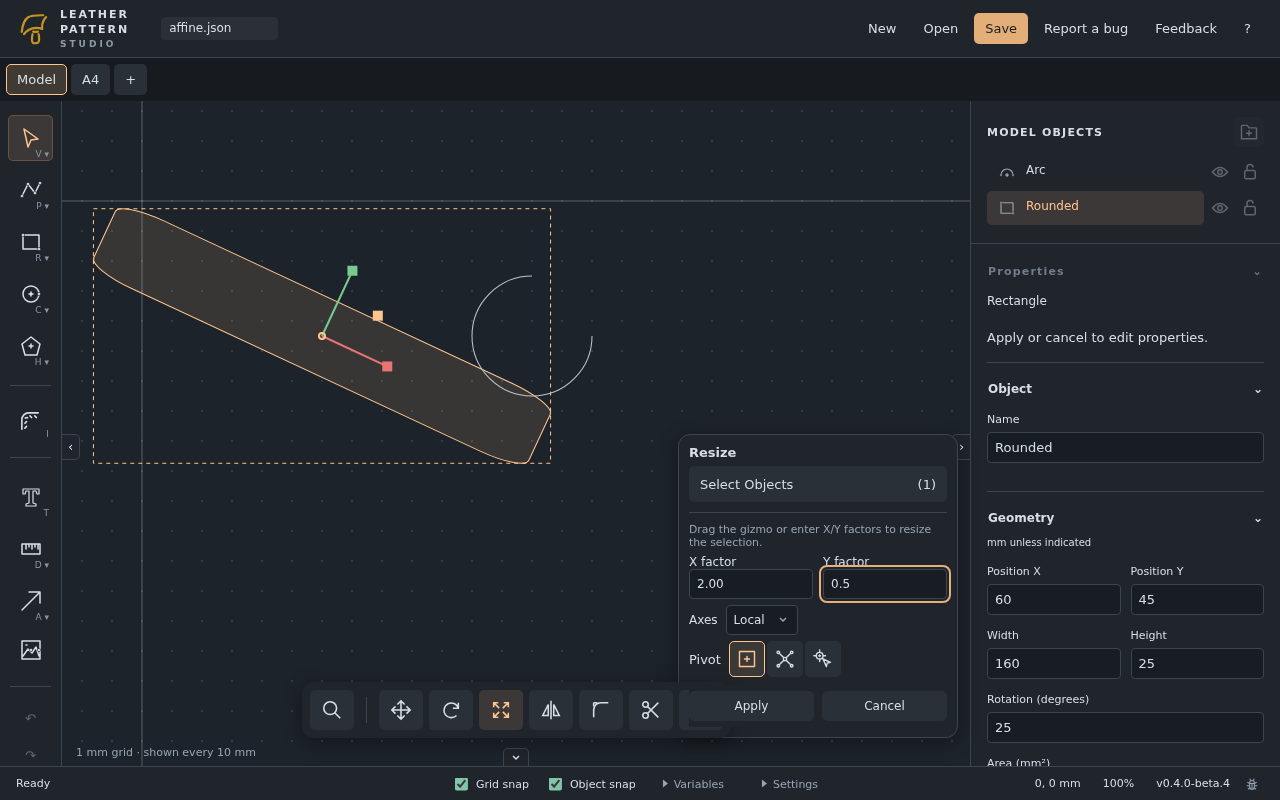 LEATHER
PATTERN
STUDIO
affine.json
New
Open
Save
Report a bug
Feedback
?
Model
A4
+
V
P
R
C
H
I
T
D
A
MODEL OBJECTS
Arc
Rounded
Properties
Rectangle
Apply or cancel to edit properties.
Object
Name
Rounded
Geometry
mm unless indicated
Position X
Position Y
60
45
Width
Height
160
25
Rotation (degrees)
25
Area (mm²)
Resize
Select Objects (1)
Drag the gizmo or enter X/Y factors to resize
the selection.
X factor
Y factor
2.00
0.5
Axes
Local
Pivot
Apply
Cancel
1 mm grid · shown every 10 mm
Ready
Grid snap
Object snap
Variables
Settings
0, 0 mm
100%
v0.4.0-beta.4